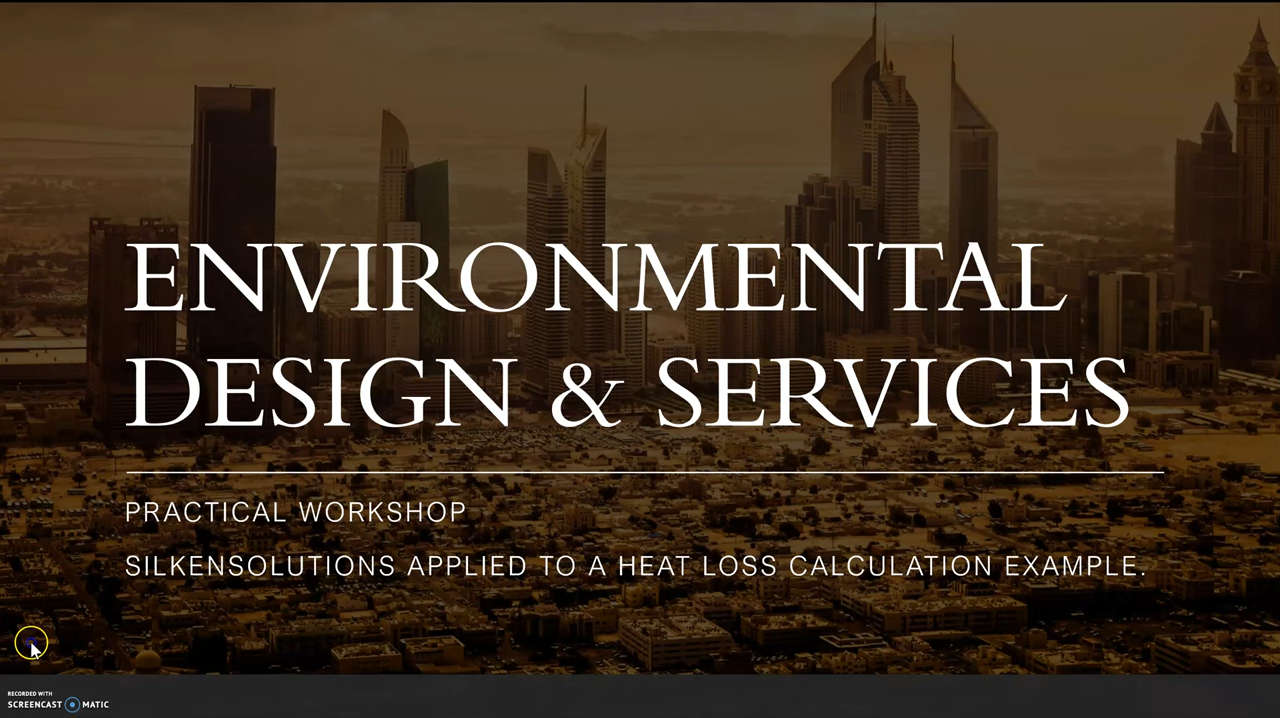 ENVIRONMENTAL
DESIGN & SERVICES
PRACTICAL WORKSHOP
SILKENSOLUTIONS APPLIED TO A HEAT LOSS CALCULATION EXAMPLE.
RECORDED WITH
SCREENCAST MATIC